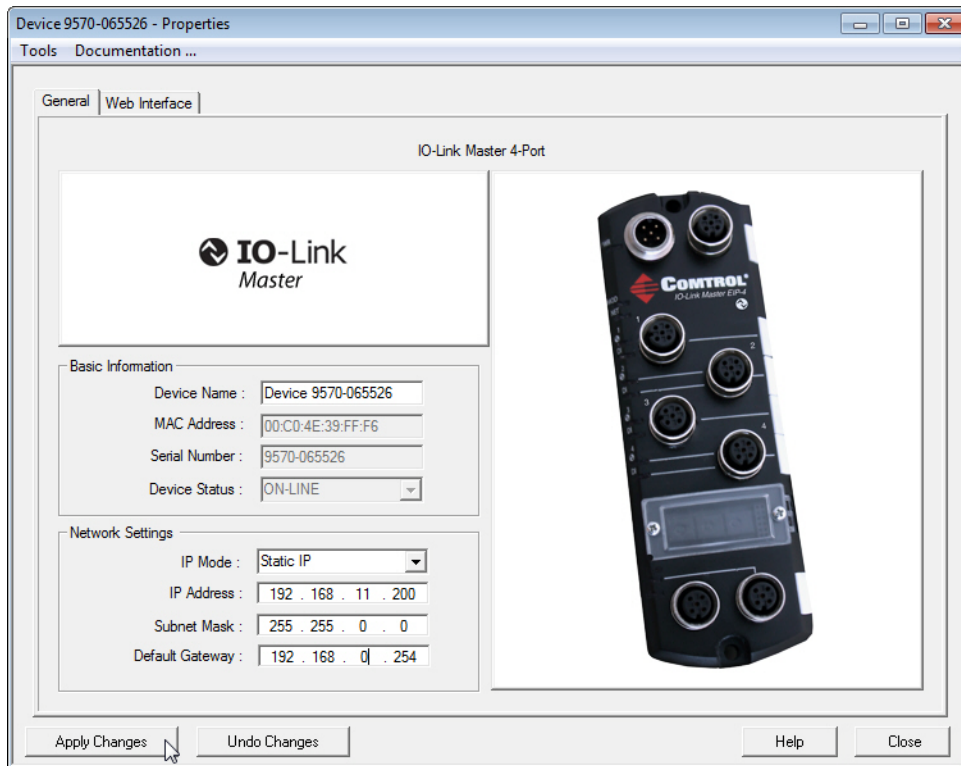 Device 9570-065526 - Properties
Tools Documentation ...
General Web Interface
IO-Link Master 4-Port
IO-Link
Master
COMTROL
IO-Link Master EIP-4
1
2
3
4
Basic Information
Device Name : Device 9570-065526
MAC Address : 00:C0:4E:39:FF:F6
Serial Number : 9570-065526
Device Status : ON-LINE
Network Settings
IP Mode : Static IP
IP Address : 192 . 168 . 11 . 200
Subnet Mask : 255 . 255 . 0 . 0
Default Gateway : 192 . 168 . 0 . 254
Apply Changes Undo Changes Help Close